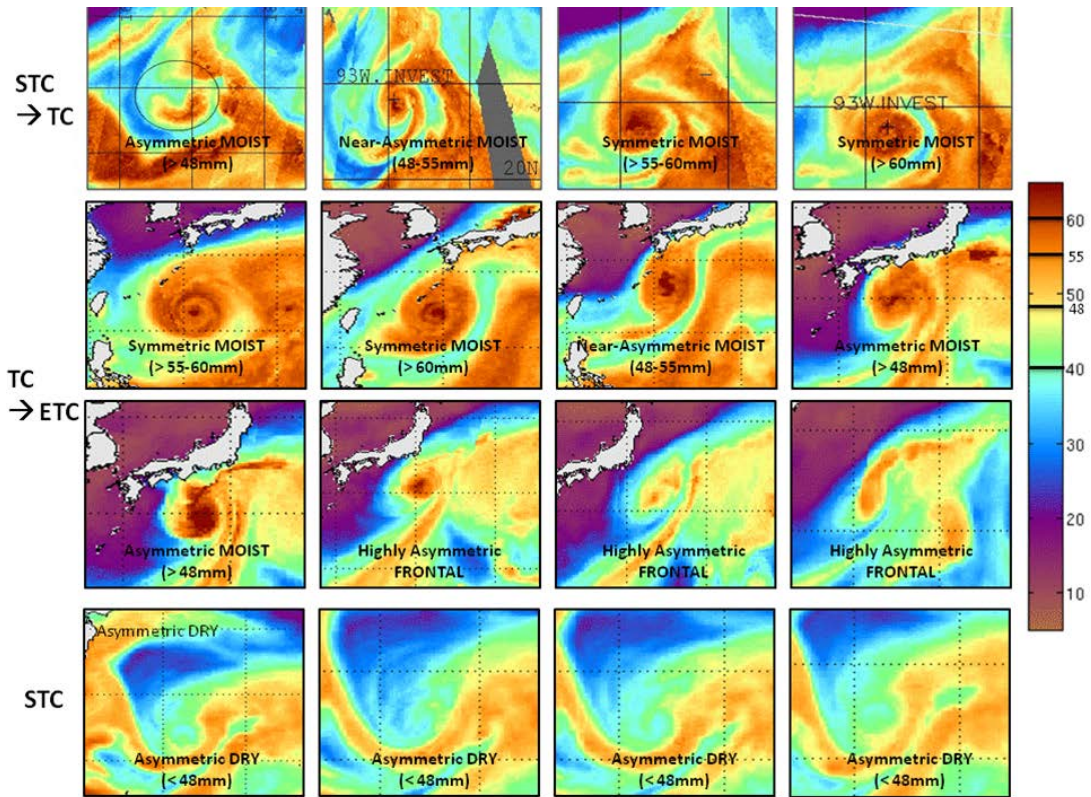 STC
→ TC
Asymmetric MOIST
(> 48mm)
93W.INVEST
Near-Asymmetric MOIST
(48-55mm)
20N
Symmetric MOIST
(> 55-60mm)
93W INVEST
Symmetric MOIST
(>60mm)
TC
→ ETC
Symmetric MOIST
(> 55-60mm)
Symmetric MOIST
(>60mm)
Near-Asymmetric MOIST
(48-55mm)
Asymmetric MOIST
(> 48mm)
Asymmetric MOIST
(> 48mm)
Highly Asymmetric
FRONTAL
Highly Asymmetric
FRONTAL
Highly Asymmetric
FRONTAL
STC
Asymmetric DRY
Asymmetric DRY
(< 48mm)
Asymmetric DRY
(< 48mm)
Asymmetric DRY
(< 48mm)
Asymmetric DRY
(< 48mm)
60
55
50
48
40
30
20
10